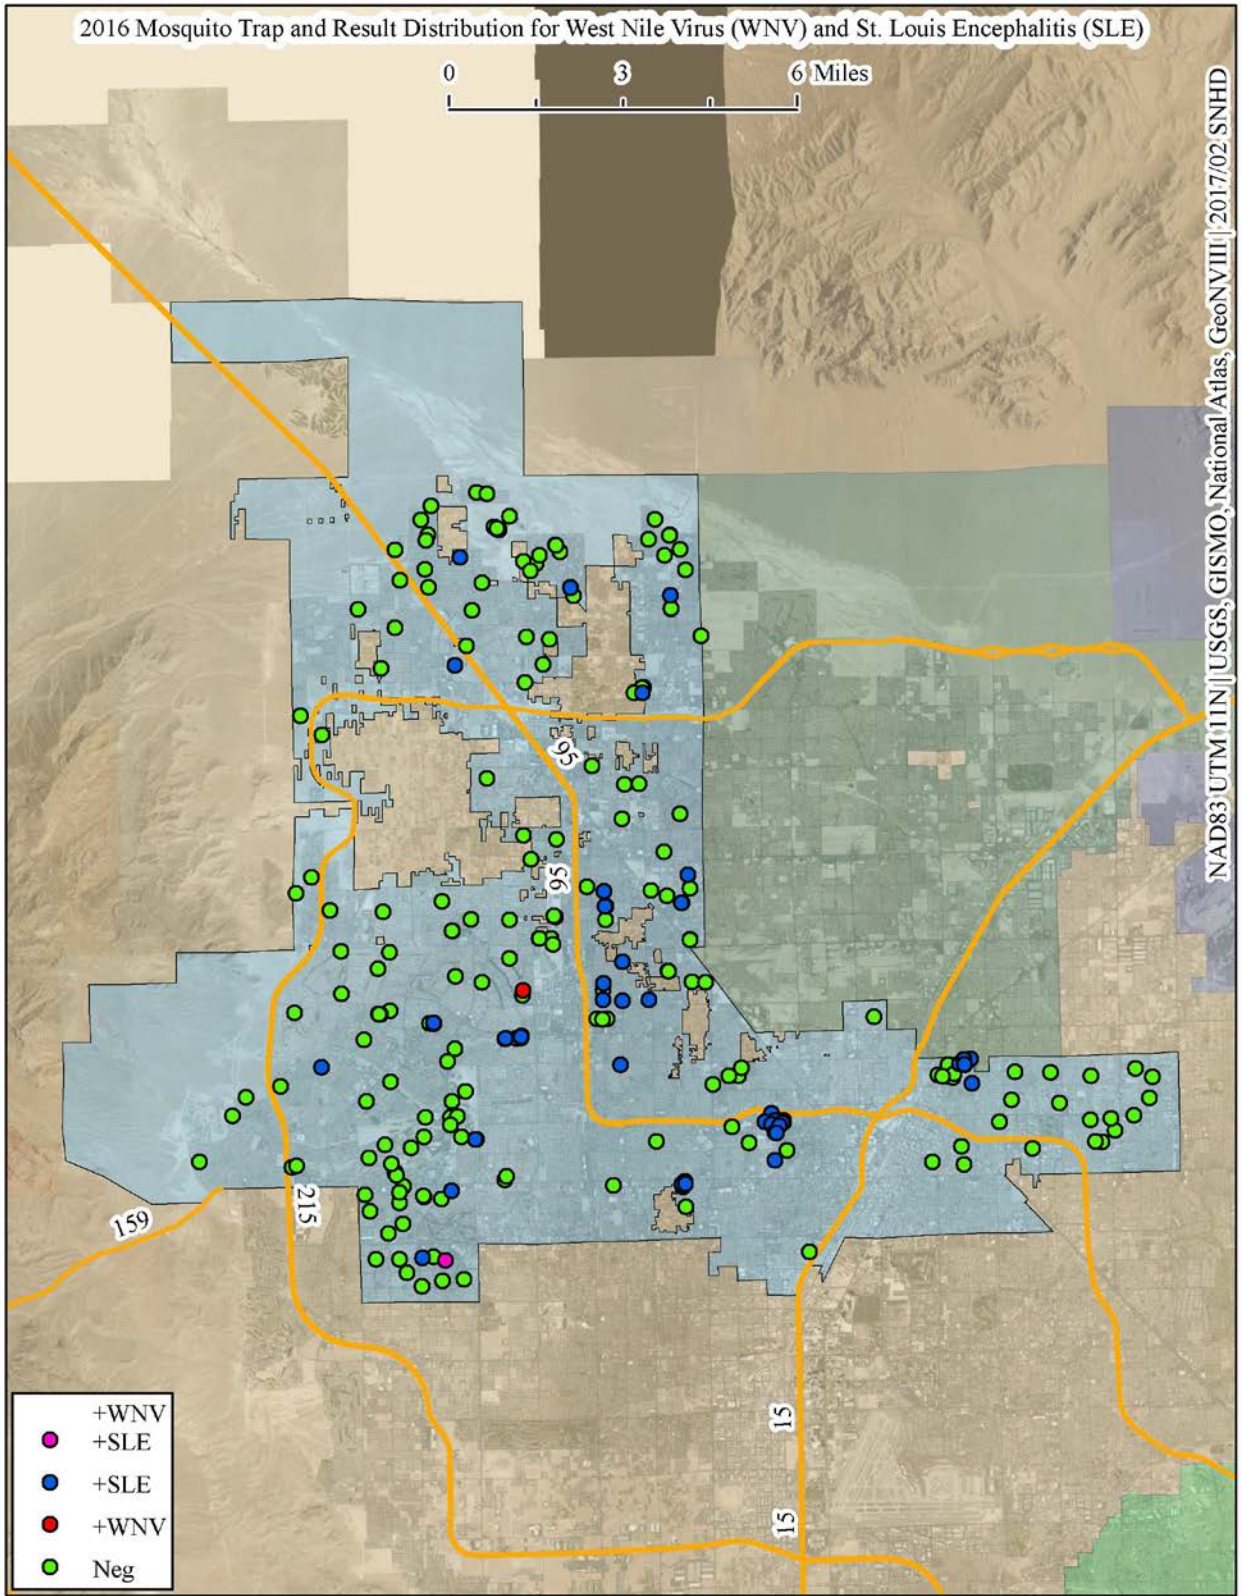 2016 Mosquito Trap and Result Distribution for West Nile Virus (WNV) and St. Louis Encephalitis (SLE)
0 3 6 Miles
NAD83 UTM 11N | USGS, GISMO, National Atlas, GeoNVIII | 2017/02 SNHD
95
95
215
159
15
15
+WNV
+SLE
+SLE
+WNV
Neg